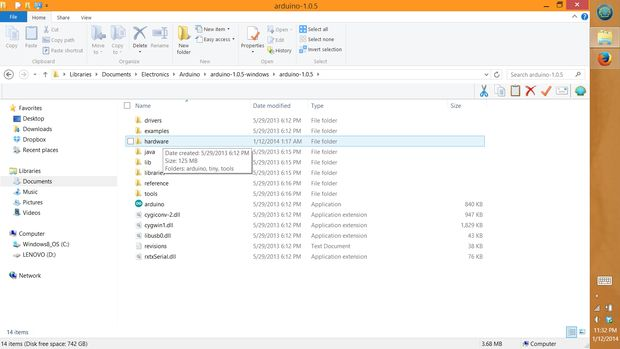 arduino-1.0.5
File Home Share View
Copy Paste Cut Copy path Paste shortcut Move to Copy to Delete Rename New folder New item Easy access Properties Open Edit History Select all Select none Invert selection
Clipboard Organize New Open Select
Libraries Documents Electronics Arduino arduino-1.0.5-windows arduino-1.0.5 Search arduino-1.0.5
Favorites
Desktop
Downloads
Dropbox
Recent places
Libraries
Documents
Music
Pictures
Videos
Computer
Windows8_OS (C:)
LENOVO (D:)
Network
Name Date modified Type Size
drivers 5/29/2013 6:12 PM File folder
examples 5/29/2013 6:12 PM File folder
hardware 1/12/2014 1:17 AM File folder
java 5/29/2013 6:15 PM File folder
lib 5/29/2013 6:15 PM File folder
libraries 5/29/2013 6:15 PM File folder
reference 5/29/2013 6:16 PM File folder
tools 5/29/2013 6:16 PM File folder
arduino 5/29/2013 6:12 PM Application 840 KB
cygiconv-2.dll 5/29/2013 6:12 PM Application extension 947 KB
cygwin1.dll 5/29/2013 6:12 PM Application extension 1,829 KB
libusb0.dll 5/29/2013 6:12 PM Application extension 43 KB
revisions 5/29/2013 6:12 PM Text Document 38 KB
rxtxSerial.dll 5/29/2013 6:12 PM Application extension 76 KB
Date created: 5/29/2013 6:12 PM
Size: 125 MB
Folders: arduino, tiny, tools
14 items
14 items (Disk free space: 742 GB) 3.68 MB Computer
11:32 PM
1/12/2014